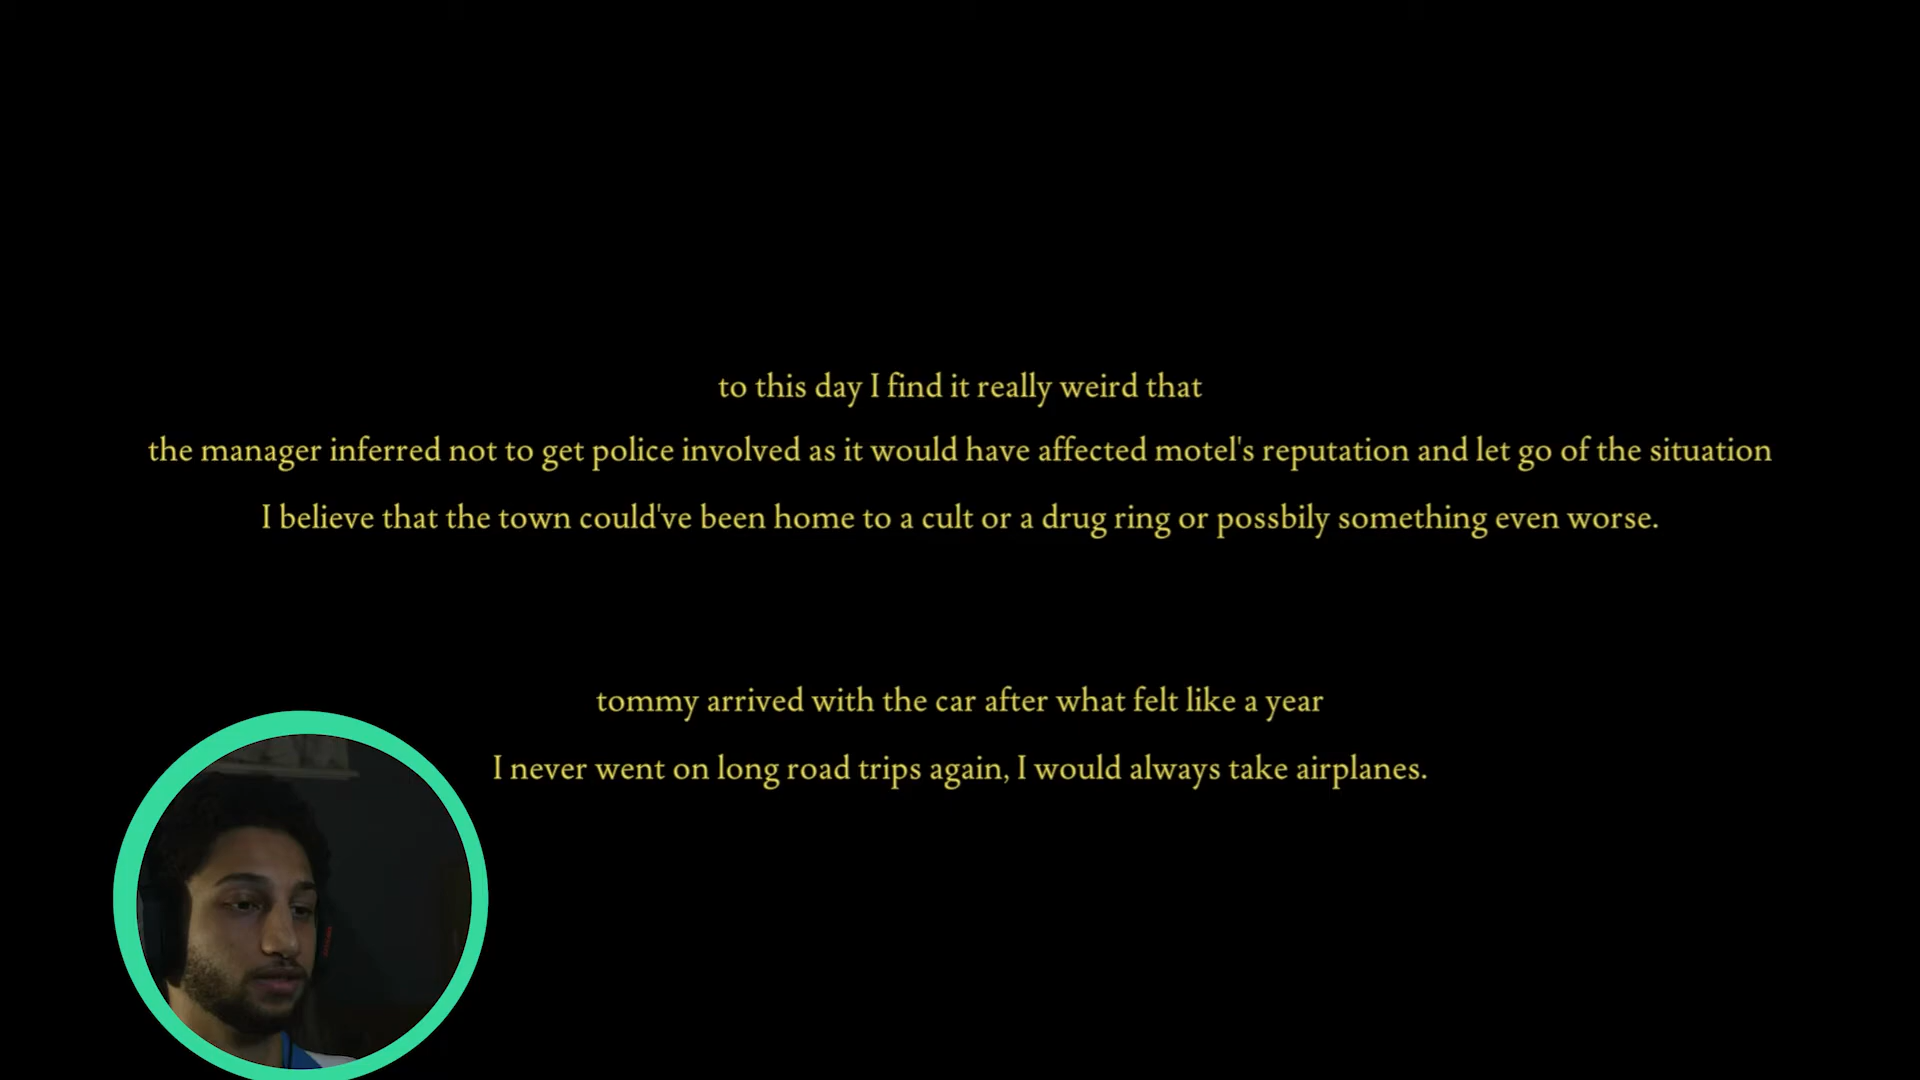 to this day I find it really weird that
the manager inferred not to get police involved as it would have affected motel's reputation and let go of the situation
I believe that the town could've been home to a cult or a drug ring or possbily something even worse.
tommy arrived with the car after what felt like a year
I never went on long road trips again, I would always take airplanes.